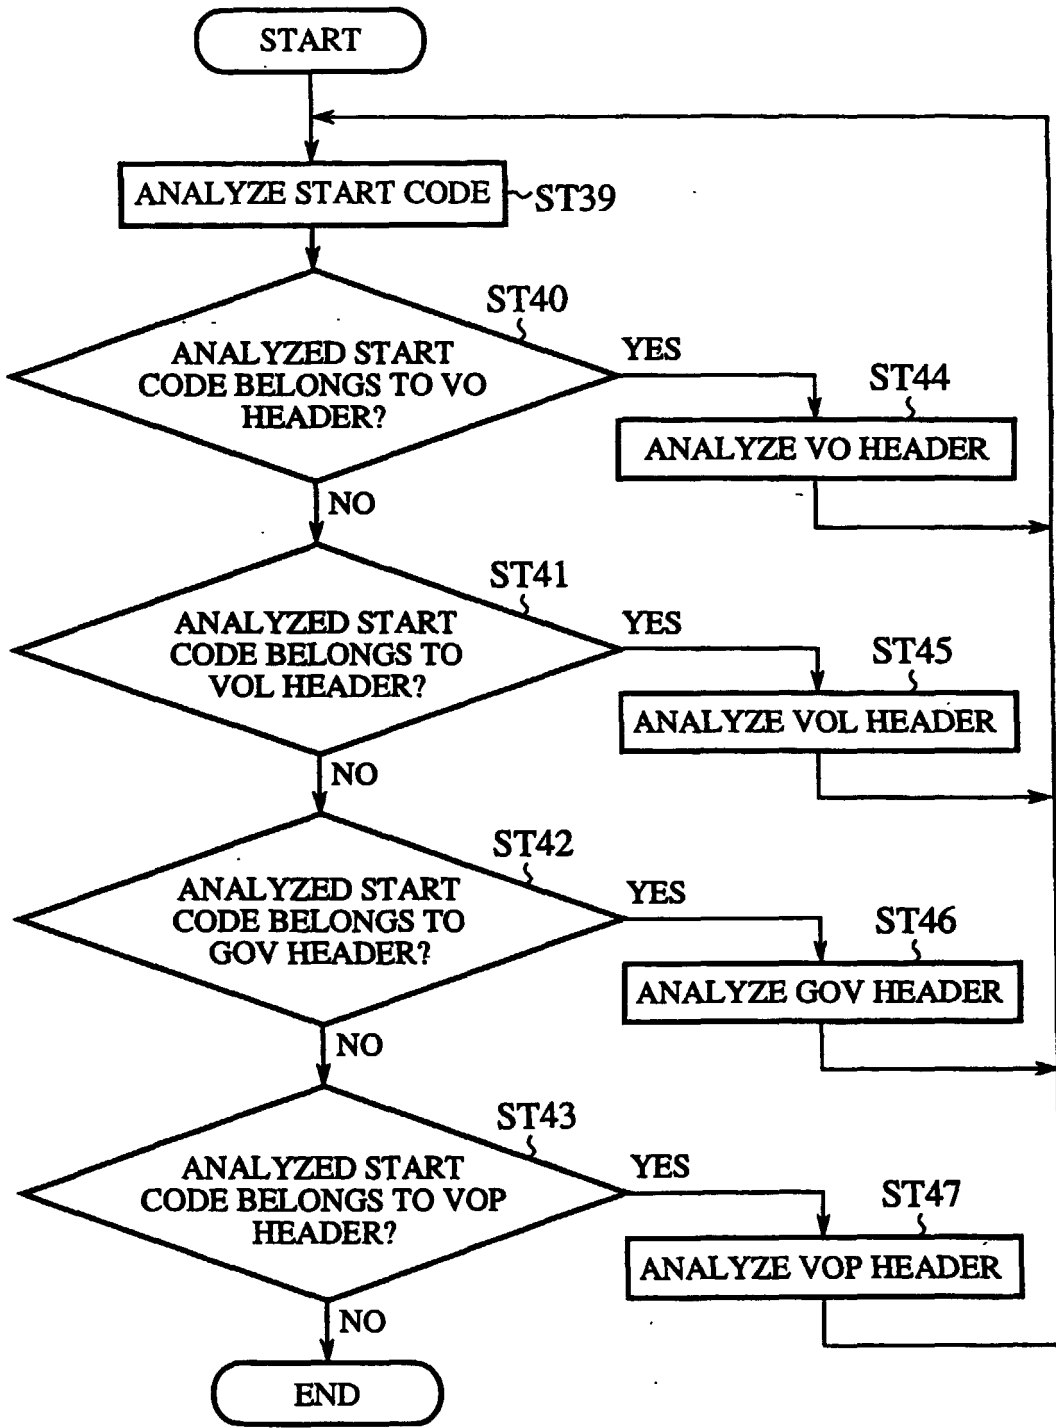 START
ANALYZE START CODE
ST39
ST40
ANALYZED START
CODE BELONGS TO VO
HEADER?
YES
ST44
ANALYZE VO HEADER
NO
ST41
ANALYZED START
CODE BELONGS TO
VOL HEADER?
YES
ST45
ANALYZE VOL HEADER
NO
ST42
ANALYZED START
CODE BELONGS TO
GOV HEADER?
YES
ST46
ANALYZE GOV HEADER
NO
ST43
ANALYZED START
CODE BELONGS TO VOP
HEADER?
YES
ST47
ANALYZE VOP HEADER
NO
END